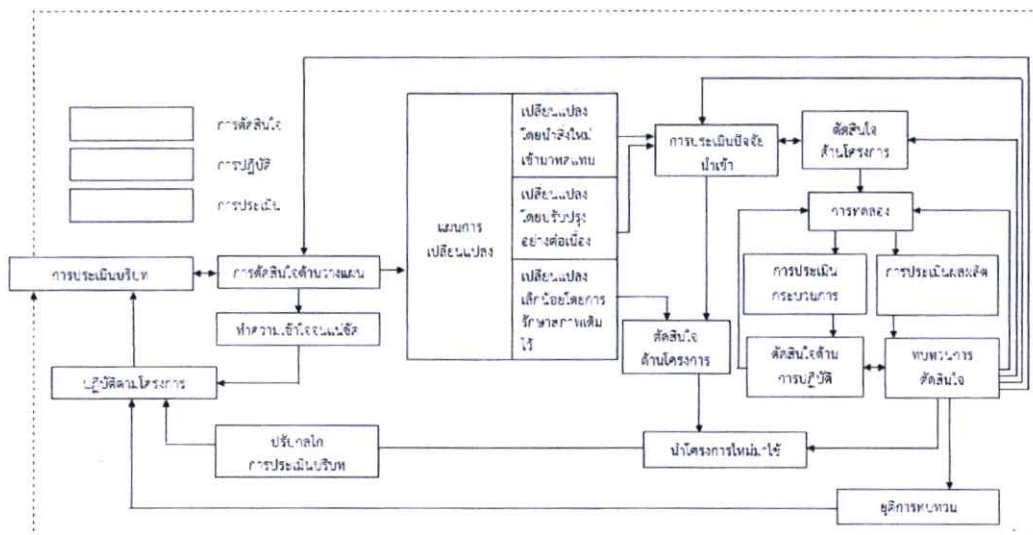 การตัดสินใจ
การปฏิบัติ
การประเมิน
การประเมินบริบท
การตัดสินใจด้านวางแผน
ทำความเข้าใจจนแน่ชัด
ปฏิบัติตามโครงการ
ปรับกลไก
การประเมินบริบท
แผนการ
เปลี่ยนแปลง
เปลี่ยนแปลง
โดยนำสิ่งใหม่
เข้ามาทดแทน
เปลี่ยนแปลง
โดยปรับปรุง
อย่างต่อเนื่อง
เปลี่ยนแปลง
เล็กน้อยโดยการ
รักษาสภาพเดิม
ไว้
การประเมินปัจจัย
นำเข้า
ตัดสินใจ
ด้านโครงการ
การทดลอง
การประเมิน
กระบวนการ
การประเมินผลผลิต
ตัดสินใจ
ด้านโครงการ
ตัดสินใจด้าน
การปฏิบัติ
ทบทวนการ
ตัดสินใจ
นำโครงการใหม่มาใช้
ยุติการทบทวน